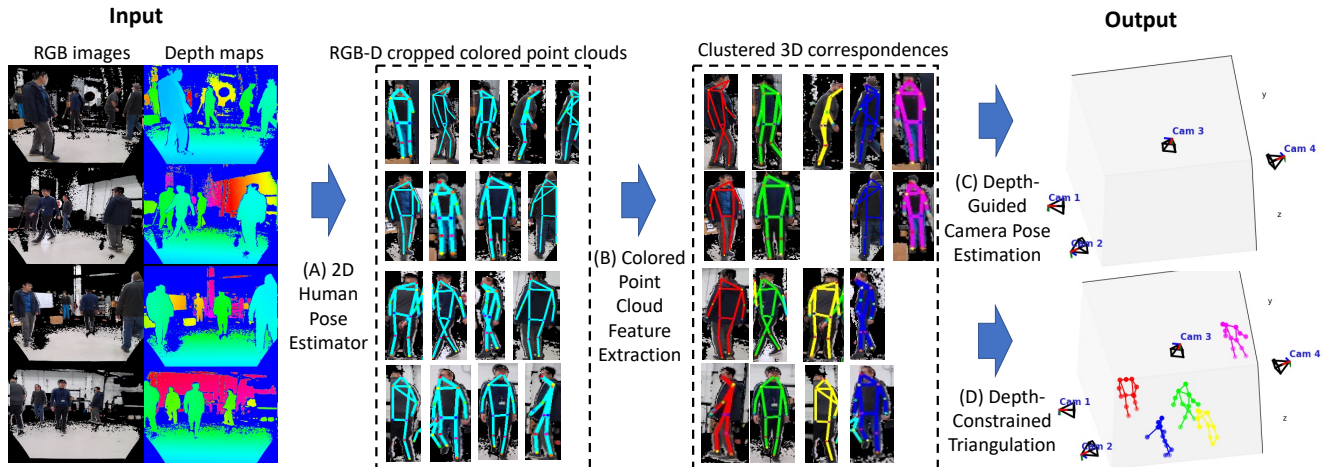 Input
Output
RGB images
Depth maps
RGB-D cropped colored point clouds
Clustered 3D correspondences
(A) 2D
Human
Pose
Estimator
(B) Colored
Point
Cloud
Feature
Extraction
(C) Depth-
Guided
Camera Pose
Estimation
y
Cam 3
Cam 4
Cam 1
z
Cam 2
(D) Depth-
Constrained
Triangulation
y
Cam 3
Cam 4
Cam 1
z
Cam 2